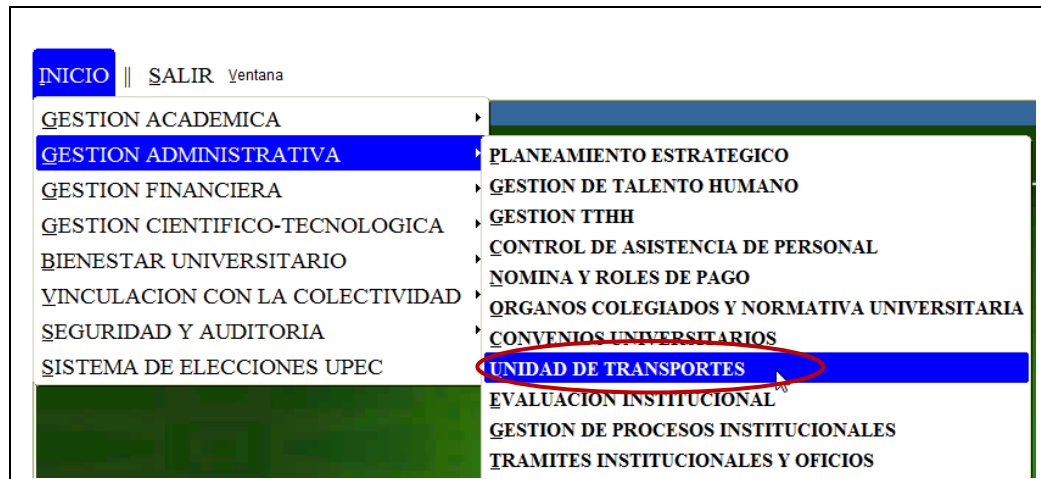 INICIO || SALIR Ventana
GESTION ACADEMICA
GESTION ADMINISTRATIVA
GESTION FINANCIERA
GESTION CIENTIFICO-TECNOLOGICA
BIENESTAR UNIVERSITARIO
VINCULACION CON LA COLECTIVIDAD
SEGURIDAD Y AUDITORIA
SISTEMA DE ELECCIONES UPEC
PLANEAMIENTO ESTRATEGICO
GESTION DE TALENTO HUMANO
GESTION TTHH
CONTROL DE ASISTENCIA DE PERSONAL
NOMINA Y ROLES DE PAGO
ORGANOS COLEGIADOS Y NORMATIVA UNIVERSITARIA
CONVENIOS UNIVERSITARIOS
UNIDAD DE TRANSPORTES
EVALUACION INSTITUCIONAL
GESTION DE PROCESOS INSTITUCIONALES
TRAMITES INSTITUCIONALES Y OFICIOS